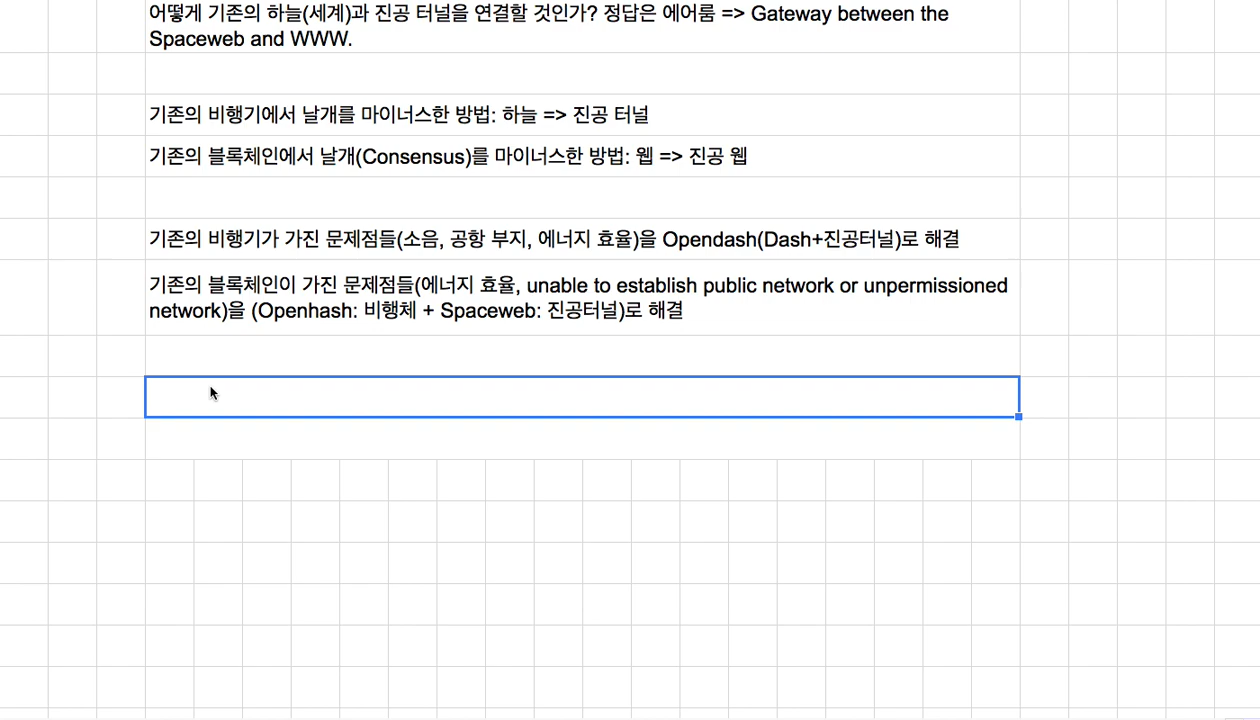 어떻게 기존의 하늘(세계)과 진공 터널을 연결할 것인가? 정답은 에어룸 => Gateway between the
Spaceweb and WWW.
기존의 비행기에서 날개를 마이너스한 방법: 하늘 => 진공 터널
기존의 블록체인에서 날개(Consensus)를 마이너스한 방법: 웹 => 진공 웹
기존의 비행기가 가진 문제점들(소음, 공항 부지, 에너지 효율)을 Opendash(Dash+진공터널)로 해결
기존의 블록체인이 가진 문제점들(에너지 효율, unable to establish public network or unpermissioned
network)을 (Openhash: 비행체 + Spaceweb: 진공터널)로 해결